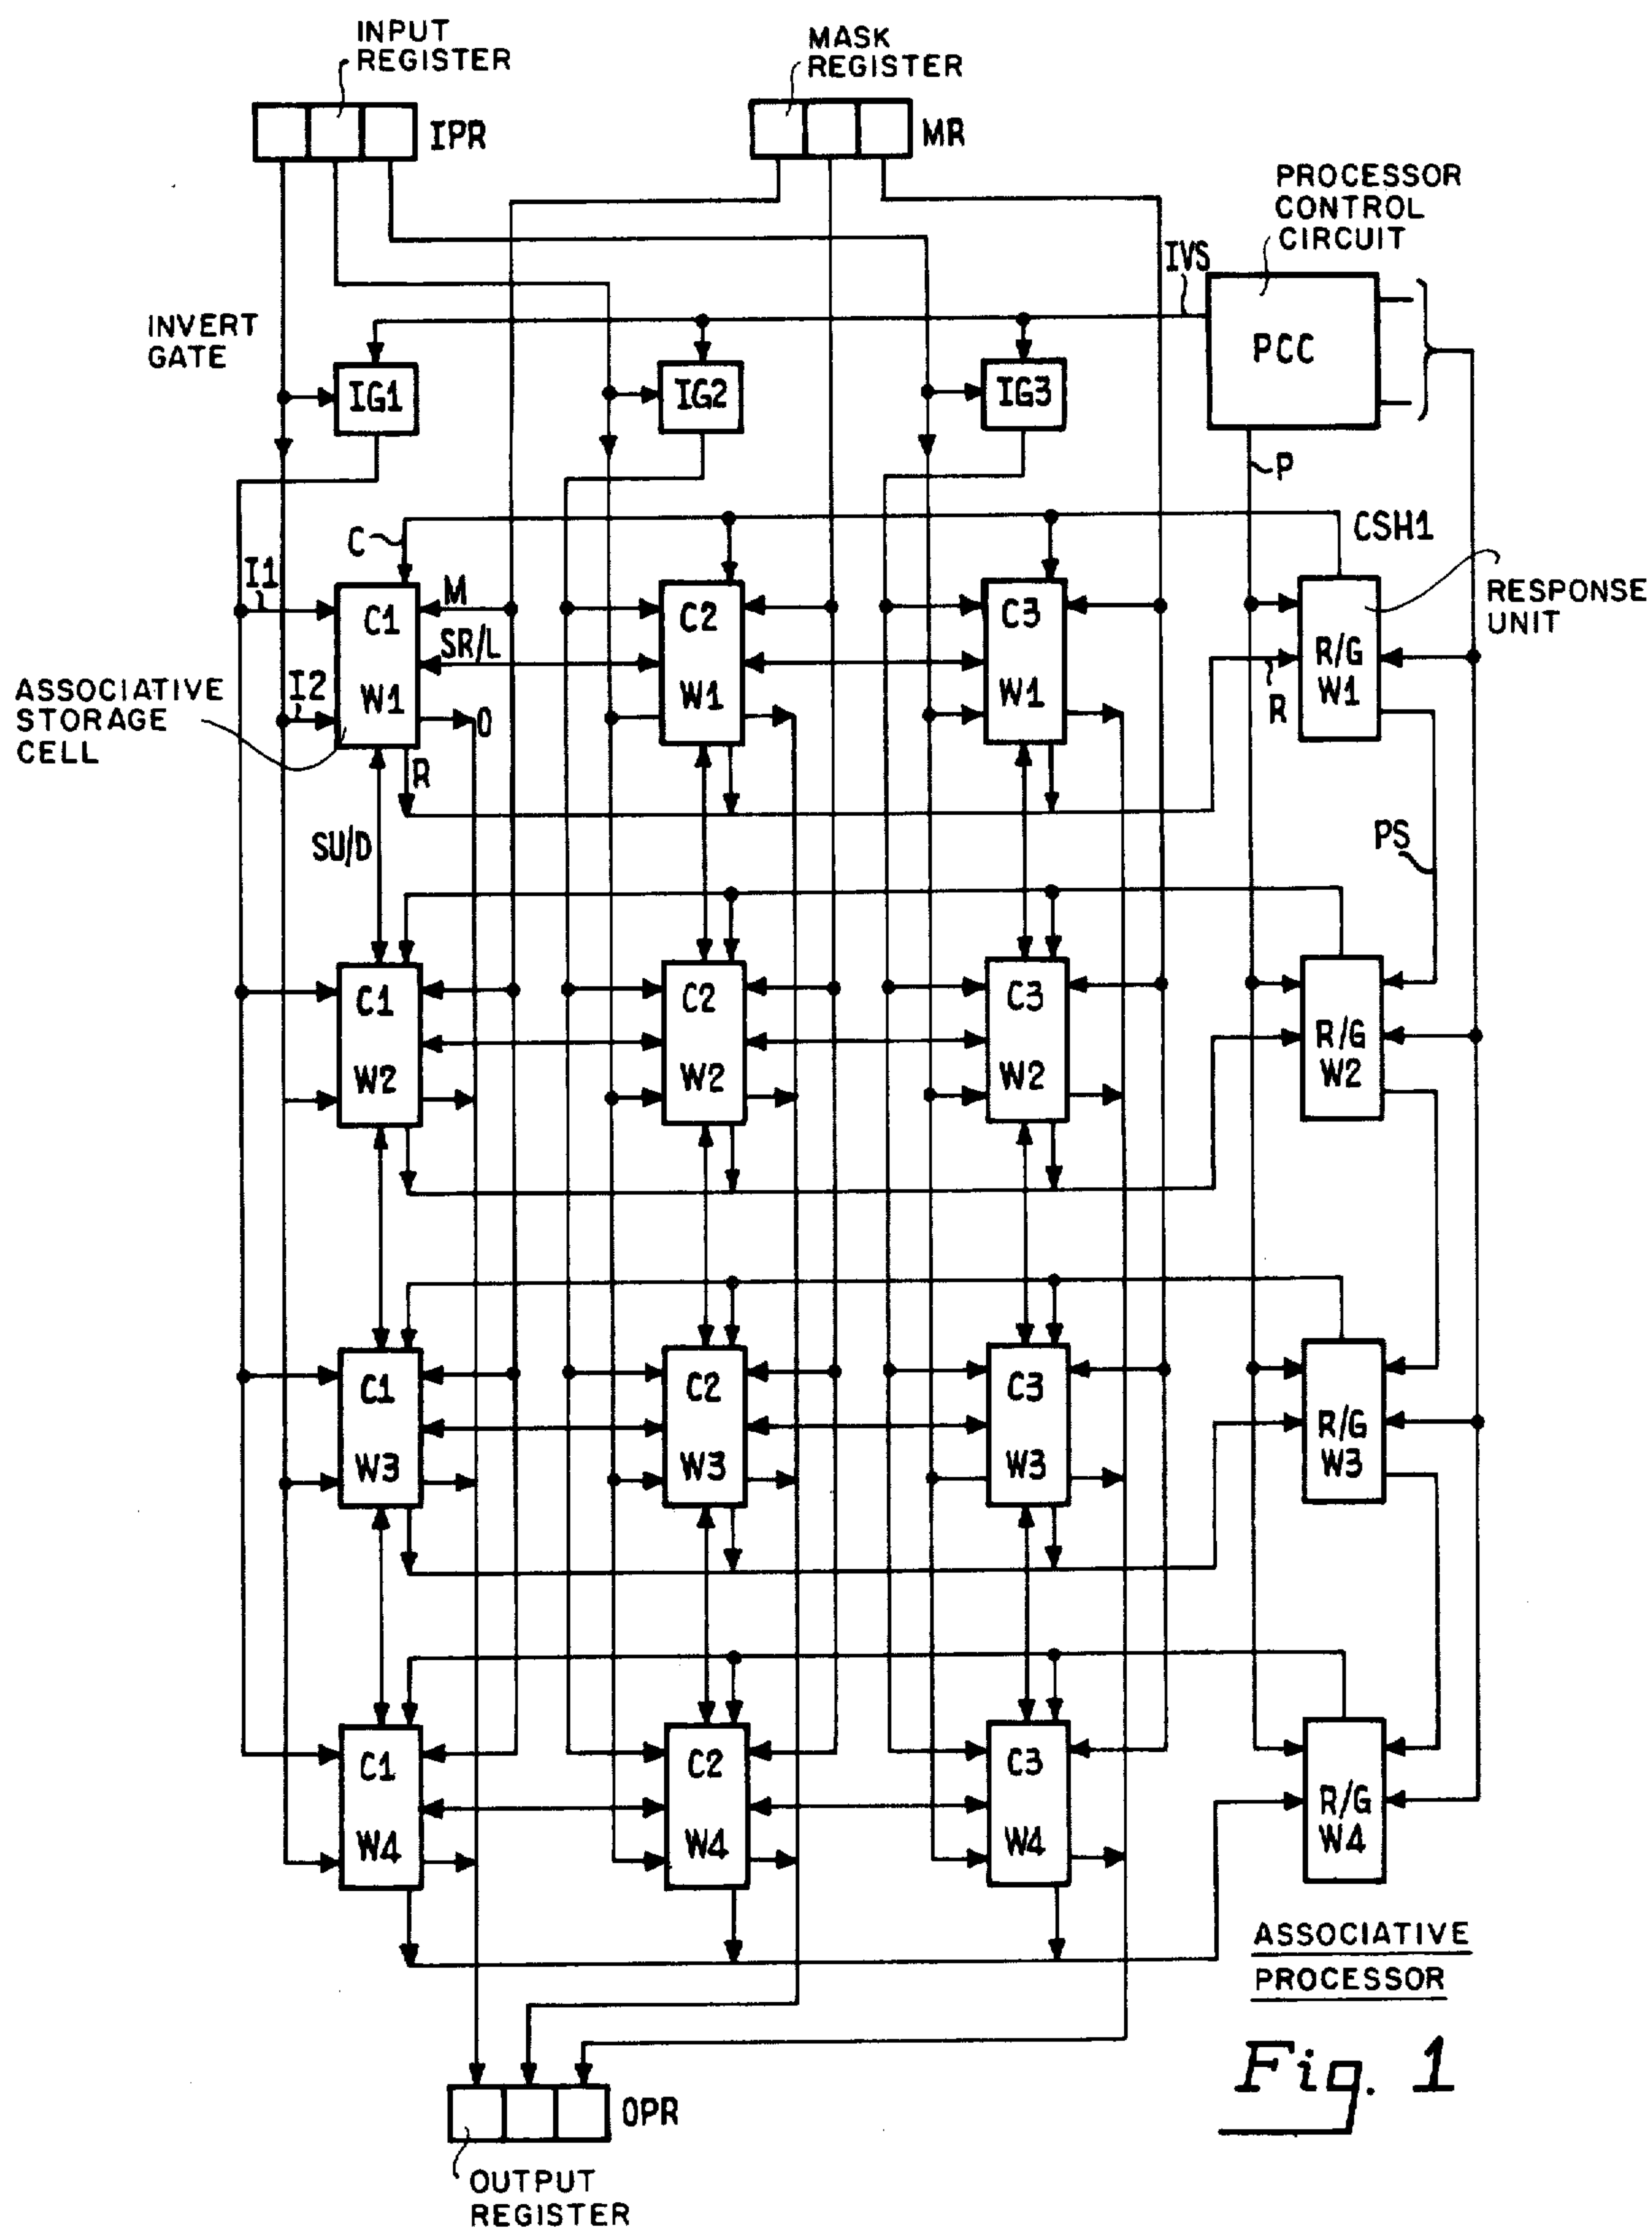 INPUT
REGISTER
IPR
MASK
REGISTER
MR
PROCESSOR
CONTROL
CIRCUIT
IVS
PCC
INVERT
GATE
IG1
IG2
IG3
P
C
CSH1
I1
M
C1
W1
SR/L
C2
W1
C3
W1
R/G
W1
RESPONSE
UNIT
ASSOCIATIVE
STORAGE
CELL
I2
O
R
R
SU/D
PS
C1
W2
C2
W2
C3
W2
R/G
W2
C1
W3
C2
W3
C3
W3
R/G
W3
C1
W4
C2
W4
C3
W4
R/G
W4
ASSOCIATIVE
PROCESSOR
Fig. 1
OPR
OUTPUT
REGISTER